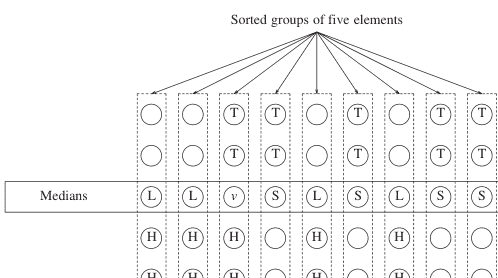 Sorted groups of five elements
T T T T T
T T T T T
Medians L L v S L S L S S
H H H H H
H H H H H